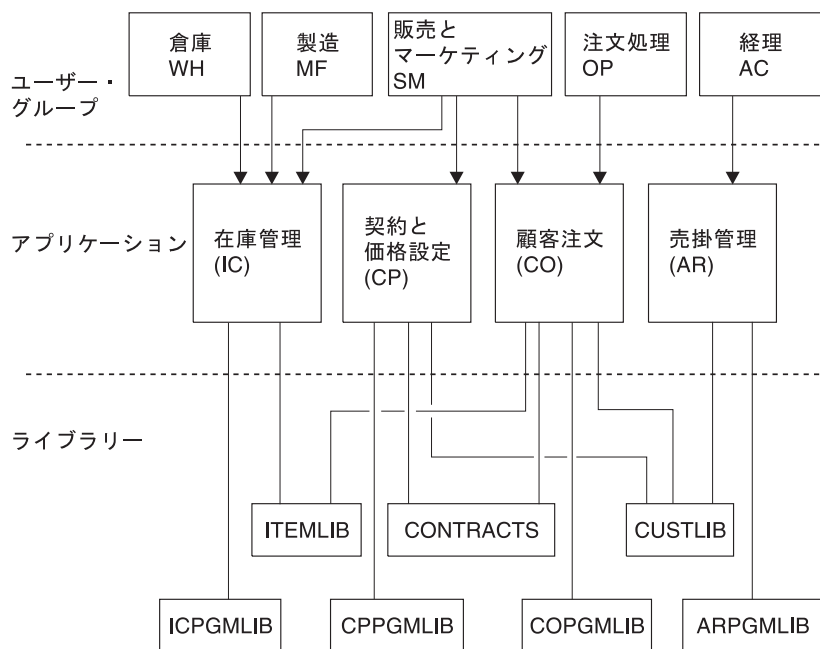 倉庫
WH
製造
MF
販売と
マーケティング
SM
注文処理
OP
経理
AC
ユーザー・
グループ
アプリケーション
在庫管理
(IC)
契約と
価格設定
(CP)
顧客注文
(CO)
売掛管理
(AR)
ライブラリー
ITEMLIB
CONTRACTS
CUSTLIB
ICPGMLIB
CPPGMLIB
COPGMLIB
ARPGMLIB